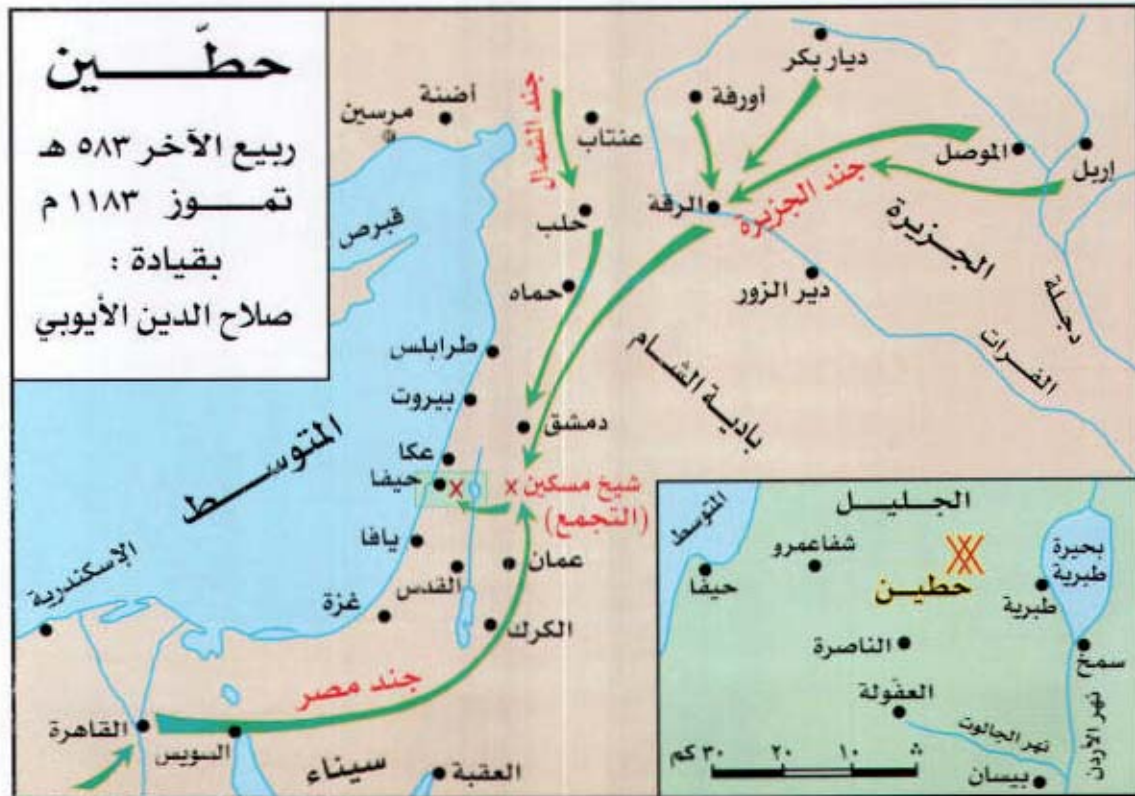 حطّين
ربيع الآخر ٥٨٣ هـ
تموز ١١٨٣ م
بقيادة :
صلاح الدين الأيوبي
ديار بكر
أضنة
مرسين
جند الشمال
عنتاب
أورفة
الموصل
إربل
جند الجزيرة
الرقة
حلب
الجزيرة
قبرص
حماه
دير الزور
دجلة
الفرات
طرابلس
بادية الشام
بيروت
دمشق
المتوسط
عكا
حيفا
شيخ مسكين
(التجمع)
يافا
عمان
القدس
الإسكندرية
غزة
الكرك
جند مصر
القاهرة
السويس
سيناء
العقبة
الجليل
المتوسط
شفاعمرو
بحيرة
طبرية
حيفا
حطين
طبرية
الناصرة
سمخ
العفولة
نهر الجالوت
نهر الأردن
٣٠ كم
٢٠
١٠
بيسان